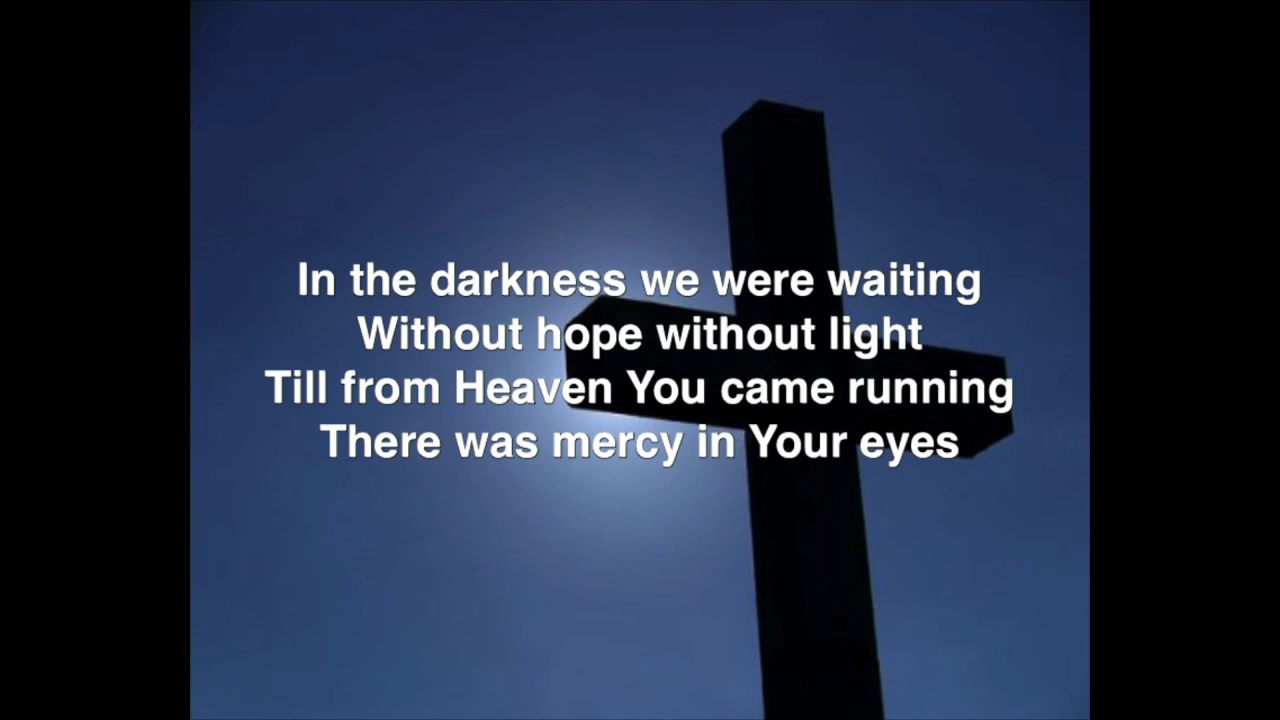 In the darkness we were waiting
Without hope without light
Till from Heaven You came running
There was mercy in Your eyes